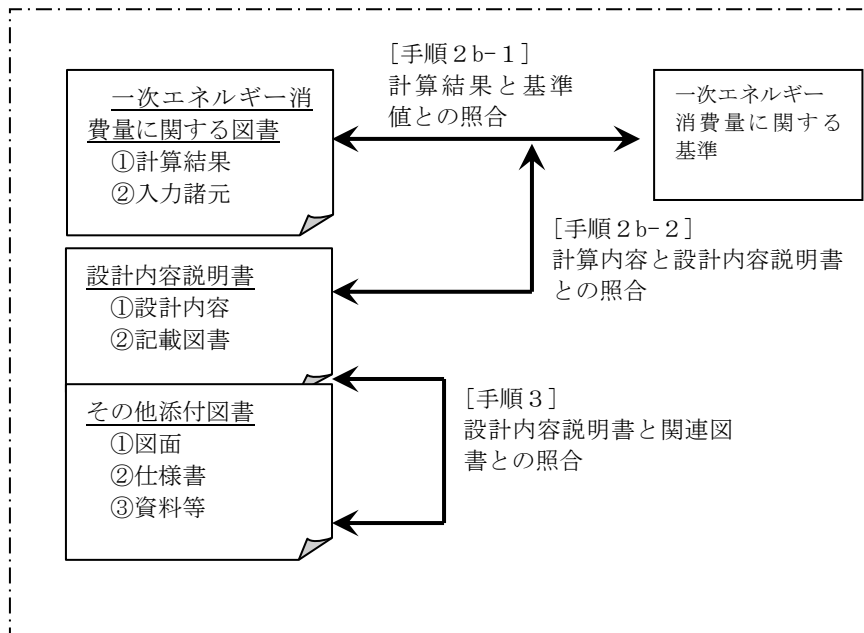 [手順２b-１]
計算結果と基準
値との照合
一次エネルギー消
費量に関する図書
①計算結果
②入力諸元
一次エネルギー
消費量に関する
基準
[手順２b-２]
計算内容と設計内容説明書
との照合
設計内容説明書
①設計内容
②記載図書
[手順３]
設計内容説明書と関連図
書との照合
その他添付図書
①図面
②仕様書
③資料等